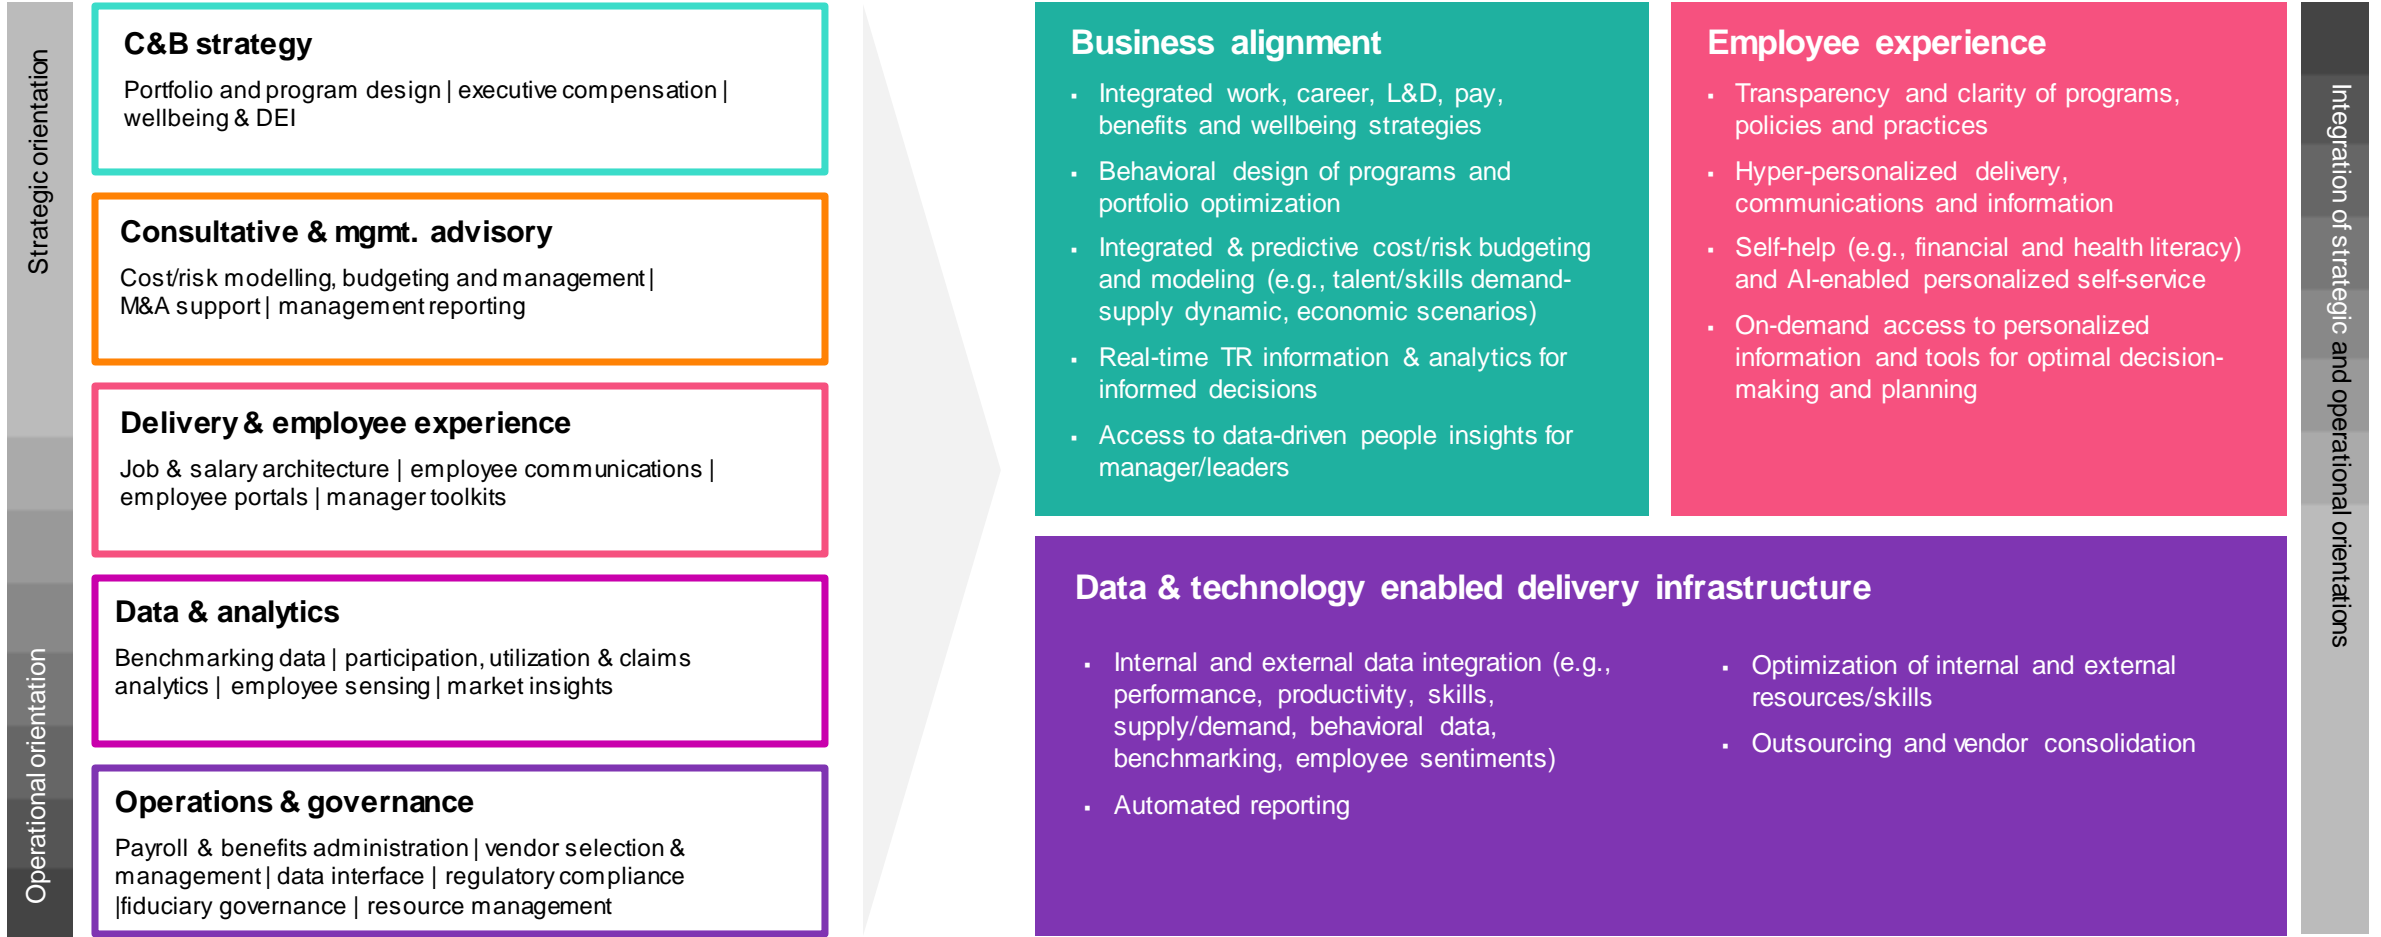 Strategic orientation
Operational orientation
C&B strategy
Portfolio and program design | executive compensation |
wellbeing & DEI
Consultative & mgmt. advisory
Cost/risk modelling, budgeting and management |
M&A support | management reporting
Delivery & employee experience
Job & salary architecture | employee communications |
employee portals | manager toolkits
Data & analytics
Benchmarking data | participation, utilization & claims
analytics | employee sensing | market insights
Operations & governance
Payroll & benefits administration | vendor selection &
management | data interface | regulatory compliance
|fiduciary governance | resource management
Business alignment
▪ Integrated work, career, L&D, pay,
benefits and wellbeing strategies
▪ Behavioral design of programs and
portfolio optimization
▪ Integrated & predictive cost/risk budgeting
and modeling (e.g., talent/skills demand-
supply dynamic, economic scenarios)
▪ Real-time TR information & analytics for
informed decisions
▪ Access to data-driven people insights for
manager/leaders
Employee experience
▪ Transparency and clarity of programs,
policies and practices
▪ Hyper-personalized delivery,
communications and information
▪ Self-help (e.g., financial and health literacy)
and AI-enabled personalized self-service
▪ On-demand access to personalized
information and tools for optimal decision-
making and planning
Data & technology enabled delivery infrastructure
▪ Internal and external data integration (e.g.,
performance, productivity, skills,
supply/demand, behavioral data,
benchmarking, employee sentiments)
▪ Automated reporting
▪ Optimization of internal and external
resources/skills
▪ Outsourcing and vendor consolidation
Integration of strategic and operational orientations